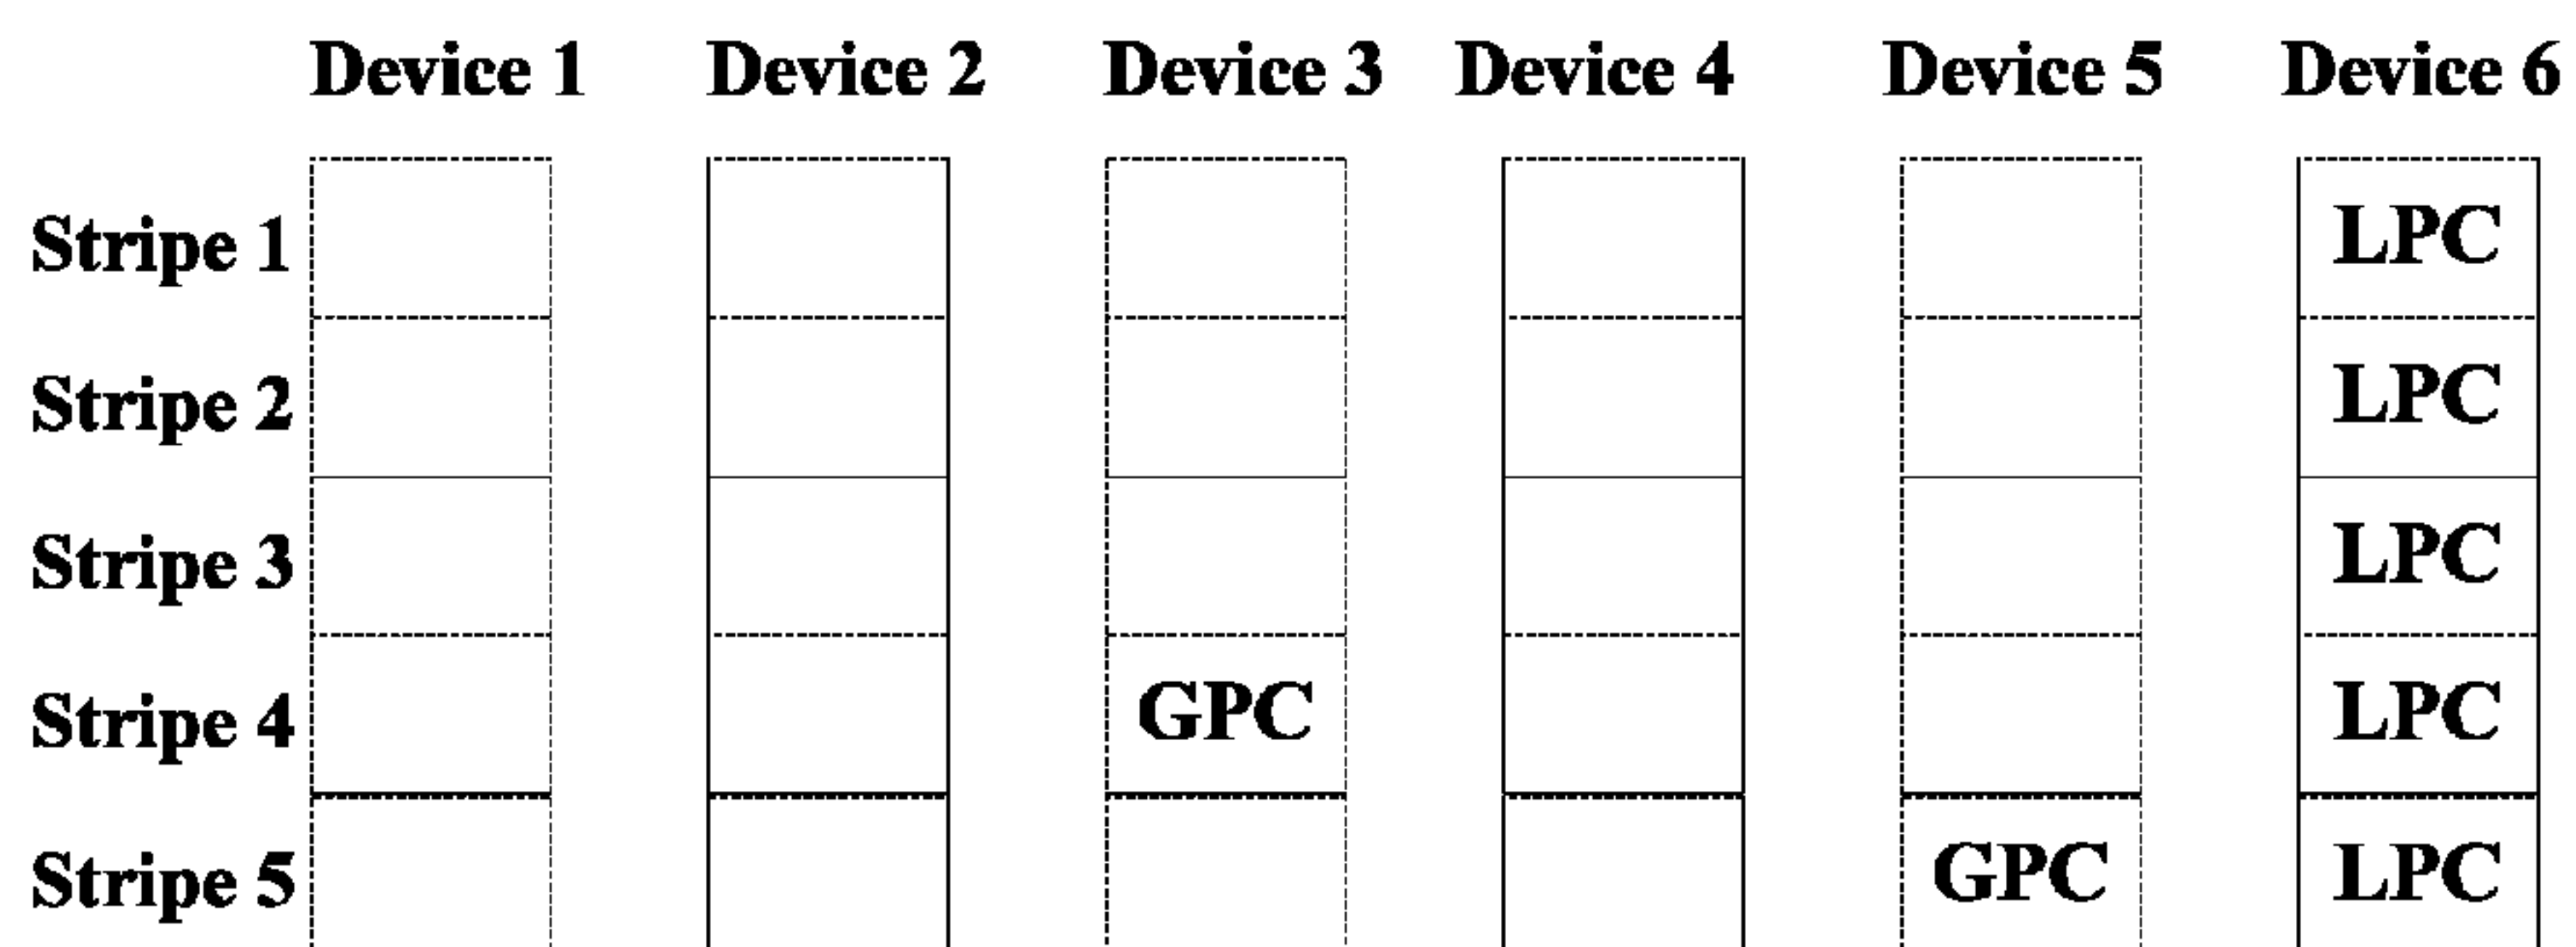 Device 1 Device 2 Device 3 Device 4 Device 5 Device 6
Stripe 1 LPC
Stripe 2 LPC
Stripe 3 LPC
Stripe 4 GPC LPC
Stripe 5 GPC LPC